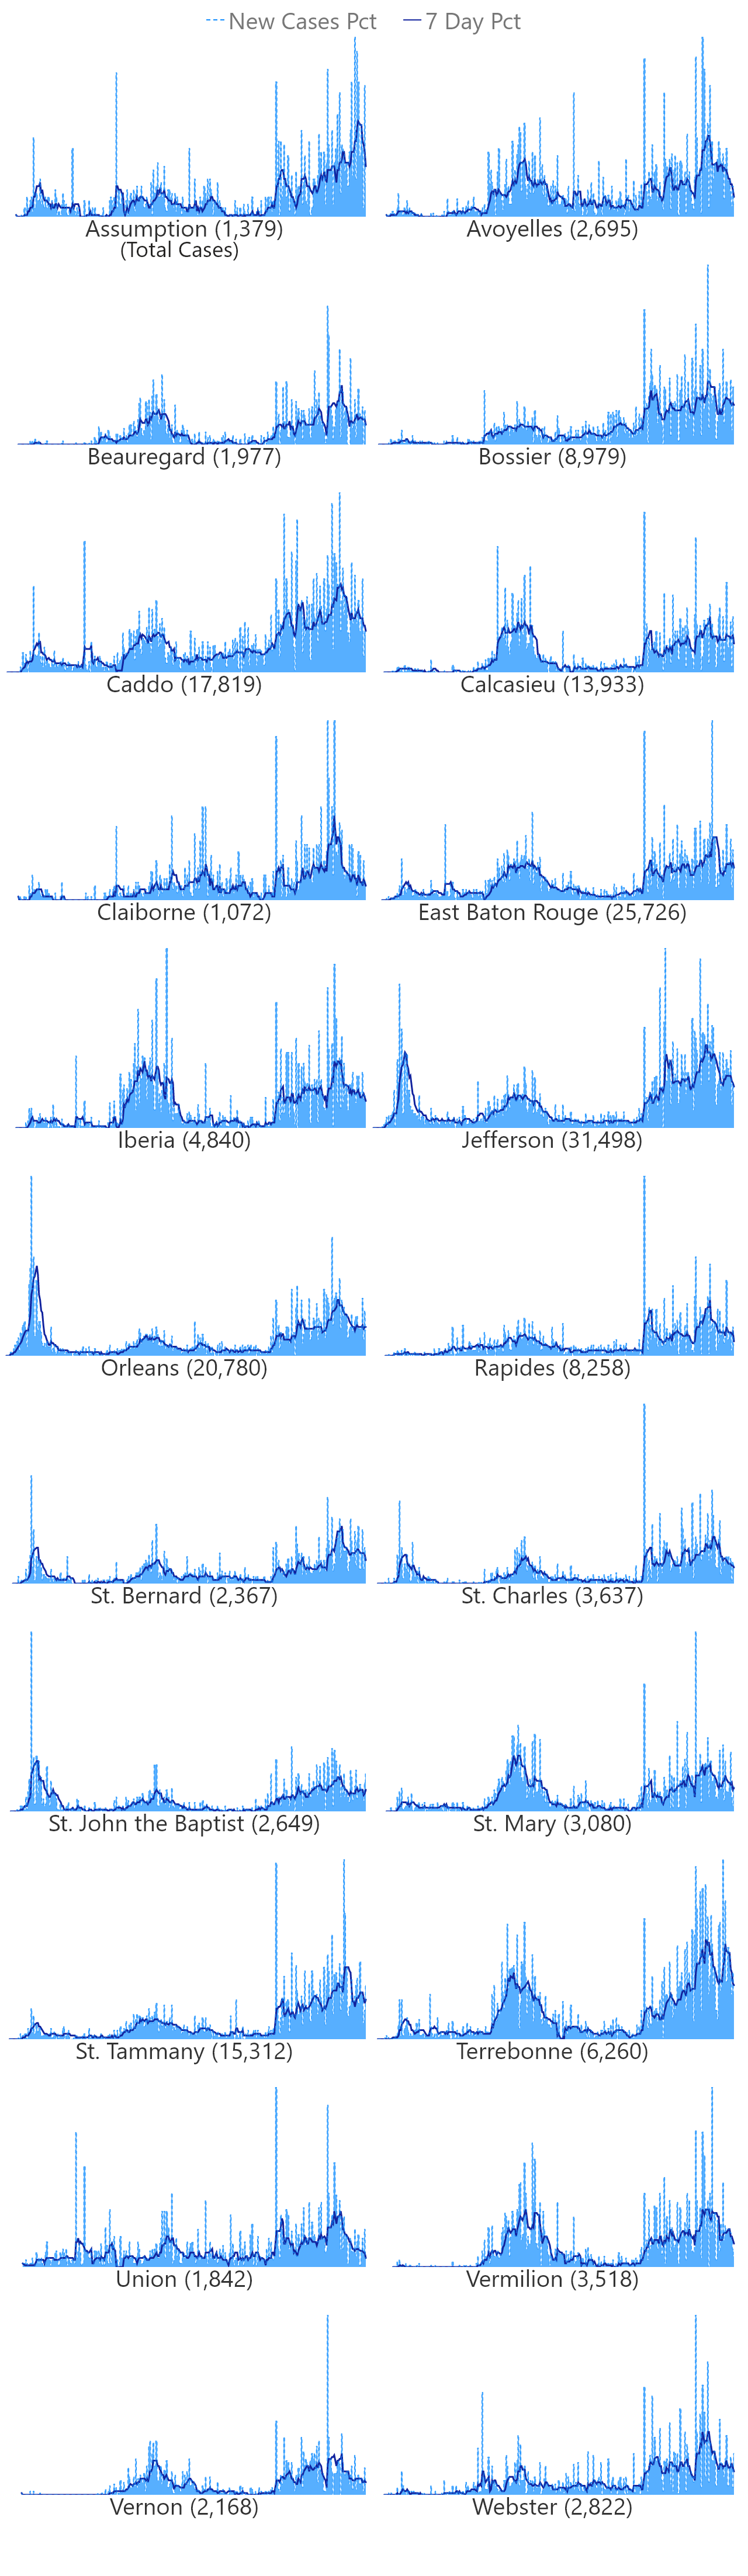 New Cases Pct 7 Day Pct
Assumption (1,379) Avoyelles (2,695)
(Total Cases)
Beauregard (1,977) Bossier (8,979)
Caddo (17,819) Calcasieu (13,933)
Claiborne (1,072) East Baton Rouge (25,726)
Iberia (4,840) Jefferson (31,498)
Orleans (20,780) Rapides (8,258)
St. Bernard (2,367) St. Charles (3,637)
St. John the Baptist (2,649) St. Mary (3,080)
St. Tammany (15,312) Terrebonne (6,260)
Union (1,842) Vermilion (3,518)
Vernon (2,168) Webster (2,822)